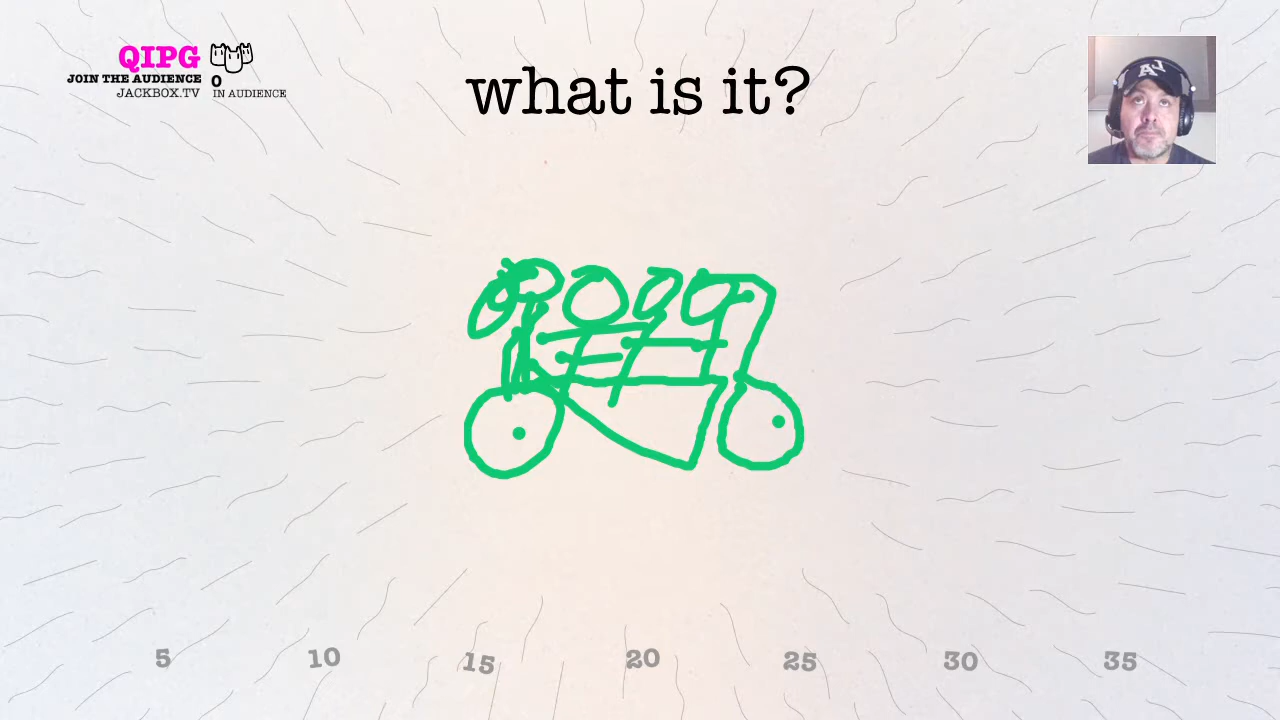 QIPG
JOIN THE AUDIENCE
JACKBOX.TV
0
IN AUDIENCE
what is it?
5 10 15 20 25 30 35